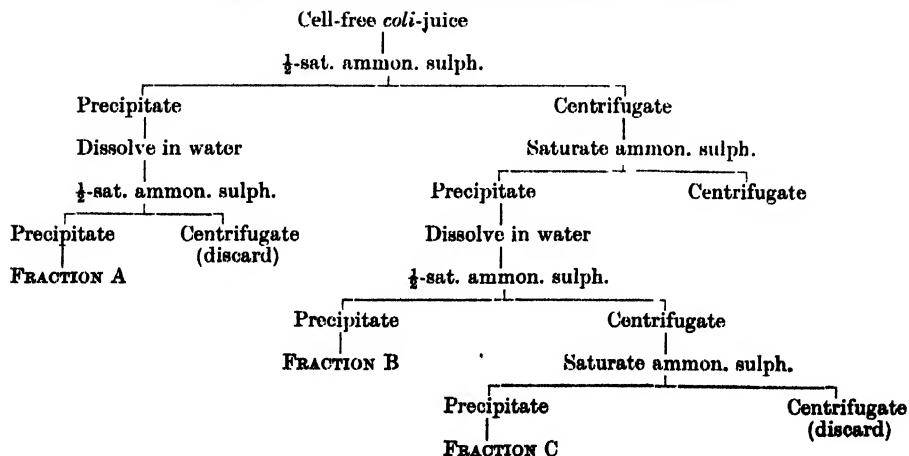 Cell-free coli-juice
½-sat. ammon. sulph.
Precipitate Centrifugate
Dissolve in water Saturate ammon. sulph.
½-sat. ammon. sulph. Precipitate Centrifugate
Precipitate Centrifugate Dissolve in water
(discard)
FRACTION A ½-sat. ammon. sulph.
Precipitate Centrifugate
FRACTION B Saturate ammon. sulph.
Precipitate Centrifugate
(discard)
FRACTION C